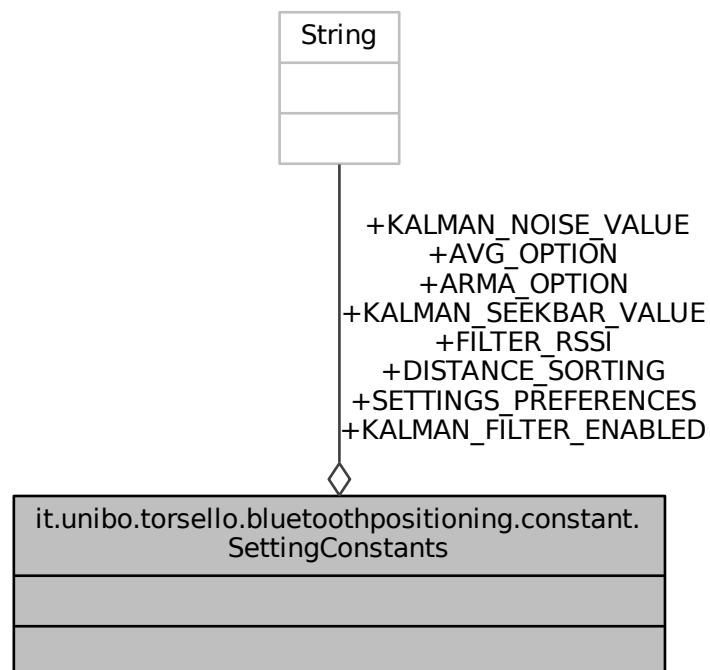 String
+KALMAN_NOISE_VALUE
+AVG_OPTION
+ARMA_OPTION
+KALMAN_SEEKBAR_VALUE
+FILTER_RSSI
+DISTANCE_SORTING
+SETTINGS_PREFERENCES
+KALMAN_FILTER_ENABLED
it.unibo.torsello.bluetoothpositioning.constant.
SettingConstants